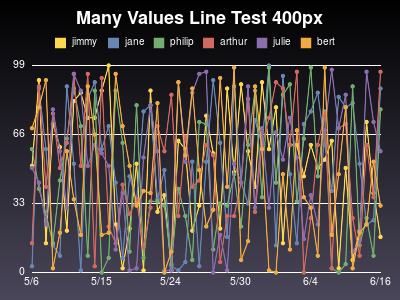 Many Values Line Test 400px
jimmy jane philip arthur julie bert
99
66
33
0
5/6 5/15 5/24 5/30 6/4 6/16